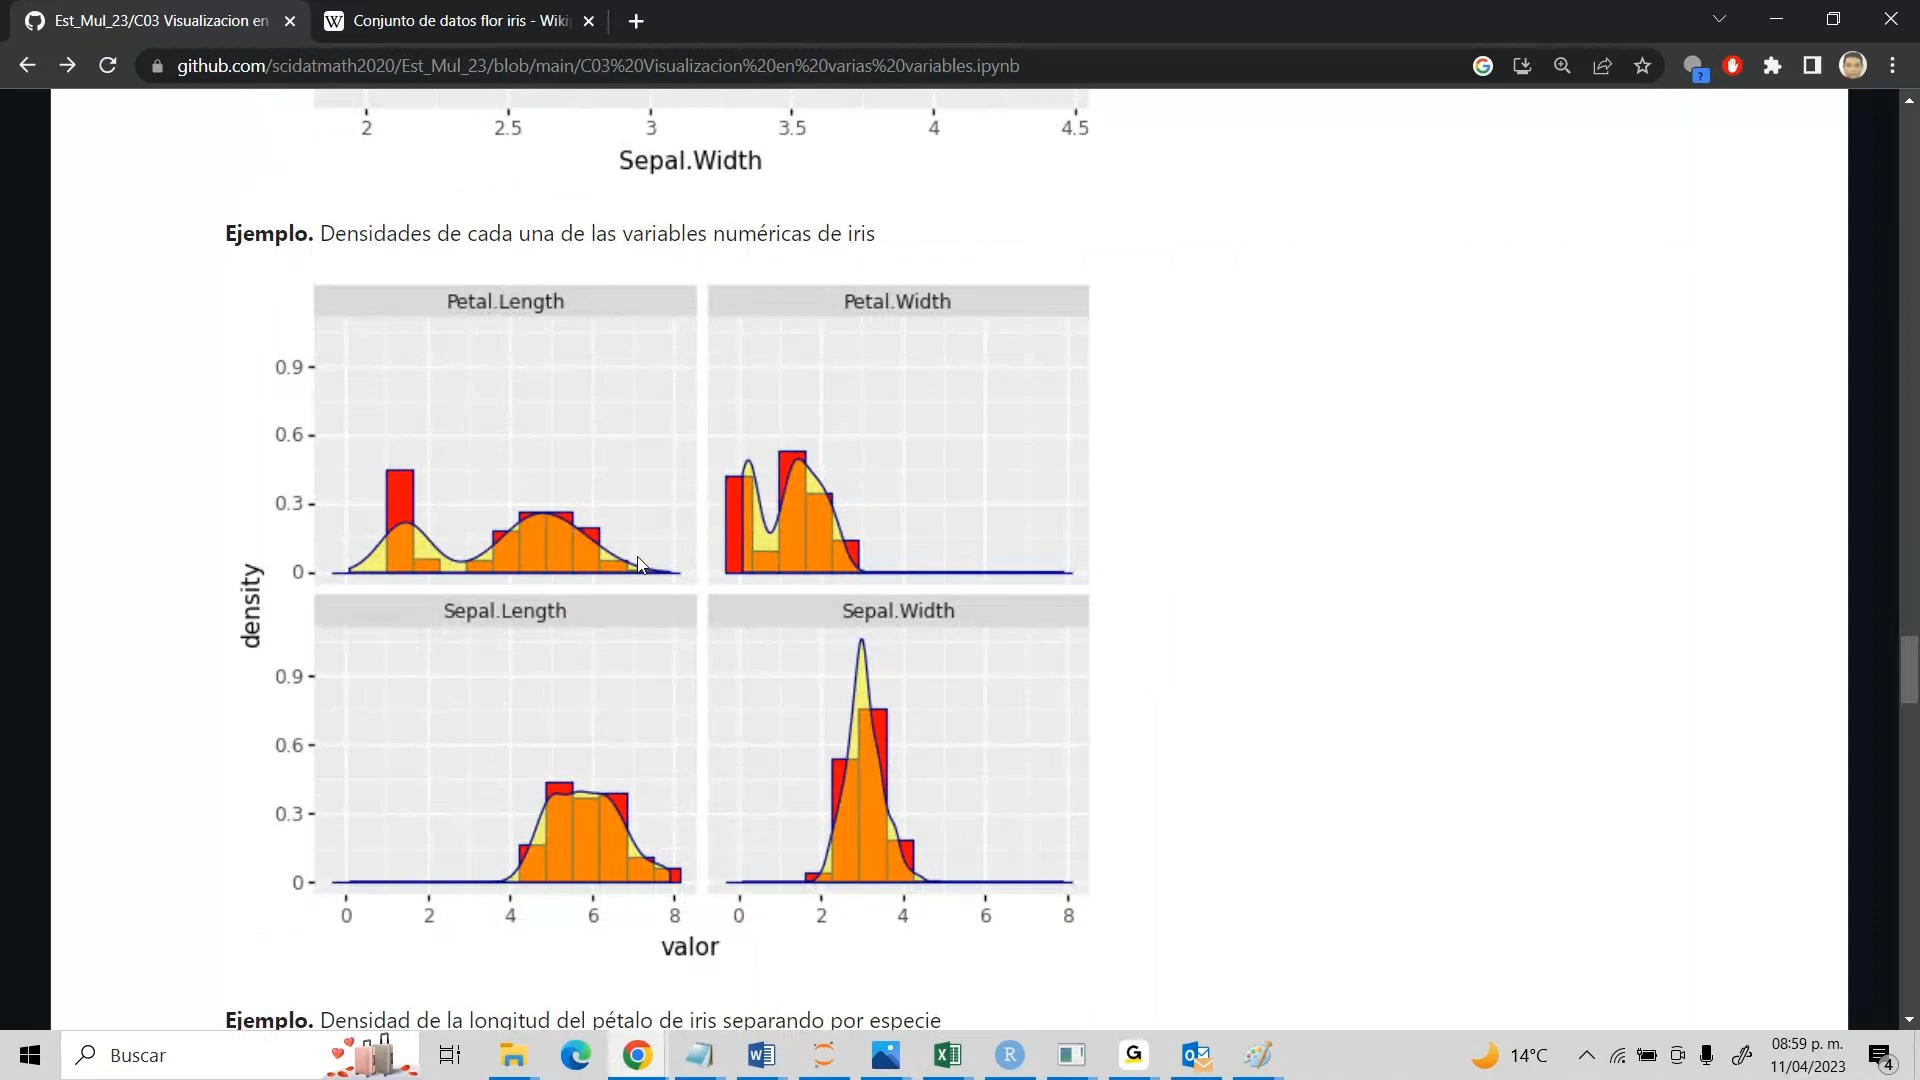 Est_Mul_23/C03 Visualizacion en
Conjunto de datos flor iris - Wiki
github.com/scidatmath2020/Est_Mul_23/blob/main/C03%20Visualizacion%20en%20varias%20variables.ipynb
2 2.5 3 3.5 4 4.5
Sepal.Width
Ejemplo. Densidades de cada una de las variables numéricas de iris
Petal.Length Petal.Width
0.9
0.6
0.3
0
density
Sepal.Length Sepal.Width
0.9
0.6
0.3
0
0 2 4 6 8 0 2 4 6 8
valor
Ejemplo. Densidad de la longitud del pétalo de iris separando por especie
Buscar
14°C
08:59 p. m.
11/04/2023
4